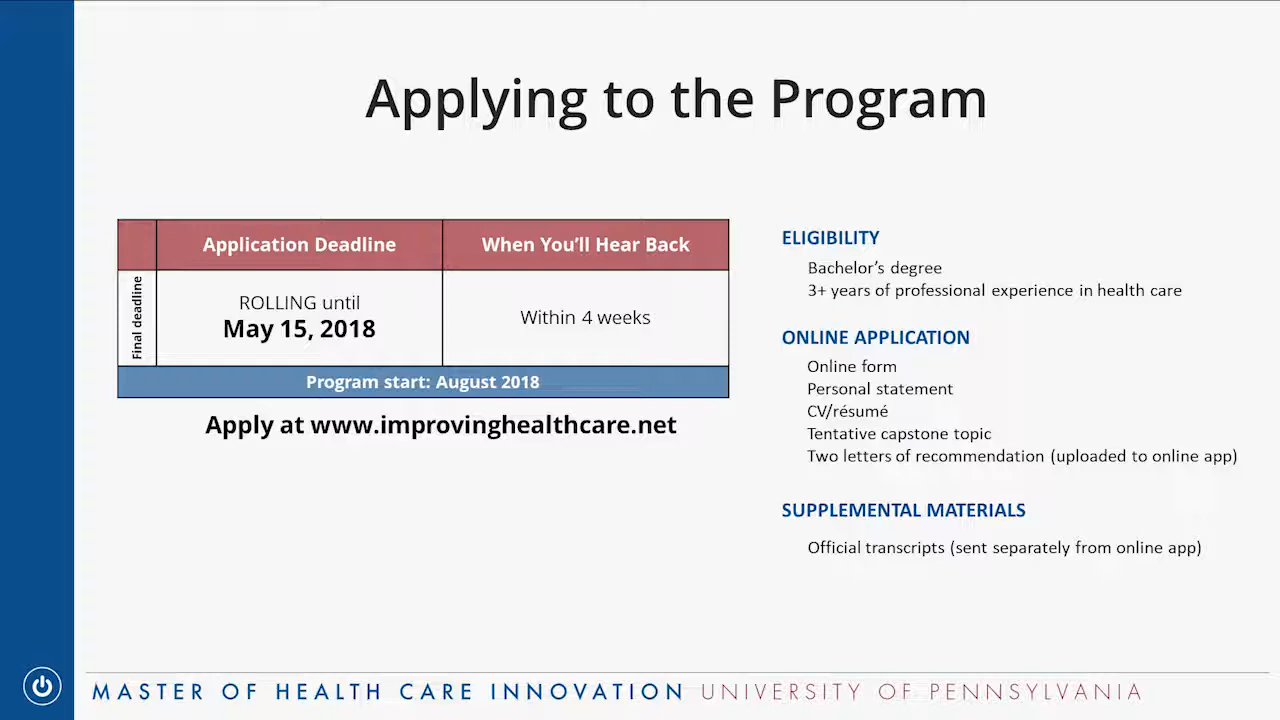 Applying to the Program
Application Deadline
When You’ll Hear Back
Final deadline
ROLLING until
May 15, 2018
Within 4 weeks
Program start: August 2018
Apply at www.improvinghealthcare.net
ELIGIBILITY
Bachelor’s degree
3+ years of professional experience in health care
ONLINE APPLICATION
Online form
Personal statement
CV/résumé
Tentative capstone topic
Two letters of recommendation (uploaded to online app)
SUPPLEMENTAL MATERIALS
Official transcripts (sent separately from online app)
MASTER OF HEALTH CARE INNOVATION UNIVERSITY OF PENNSYLVANIA